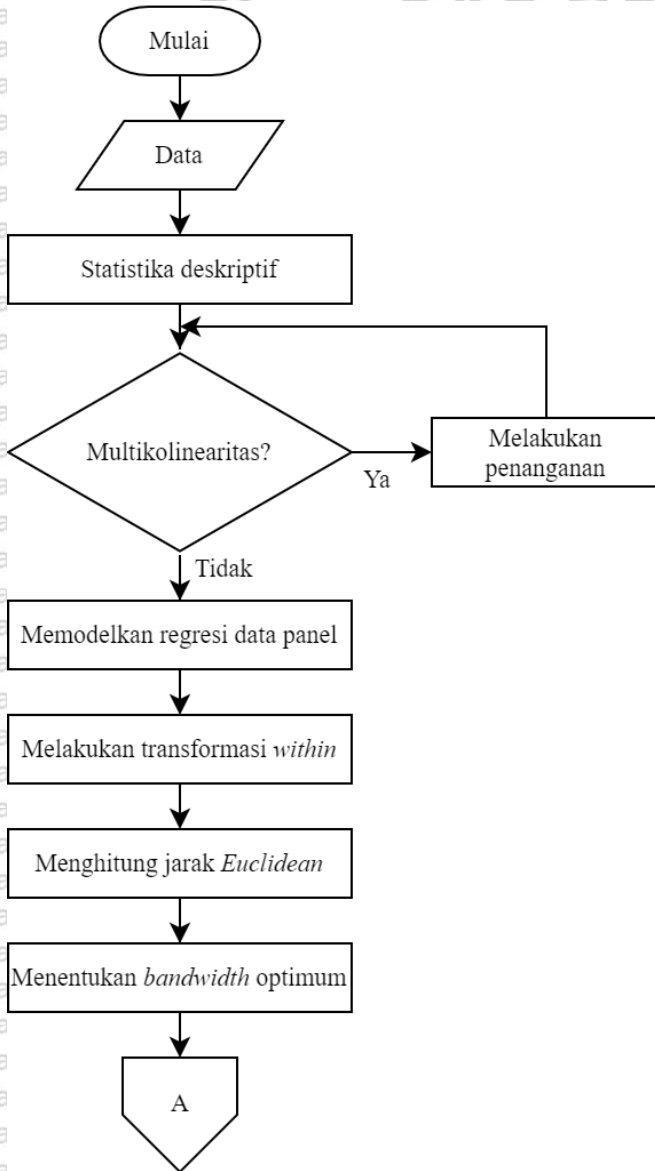 Mulai
Data
Statistika deskriptif
Multikolinearitas?
Ya
Melakukan
penanganan
Tidak
Memodelkan regresi data panel
Melakukan transformasi within
Menghitung jarak Euclidean
Menentukan bandwidth optimum
A